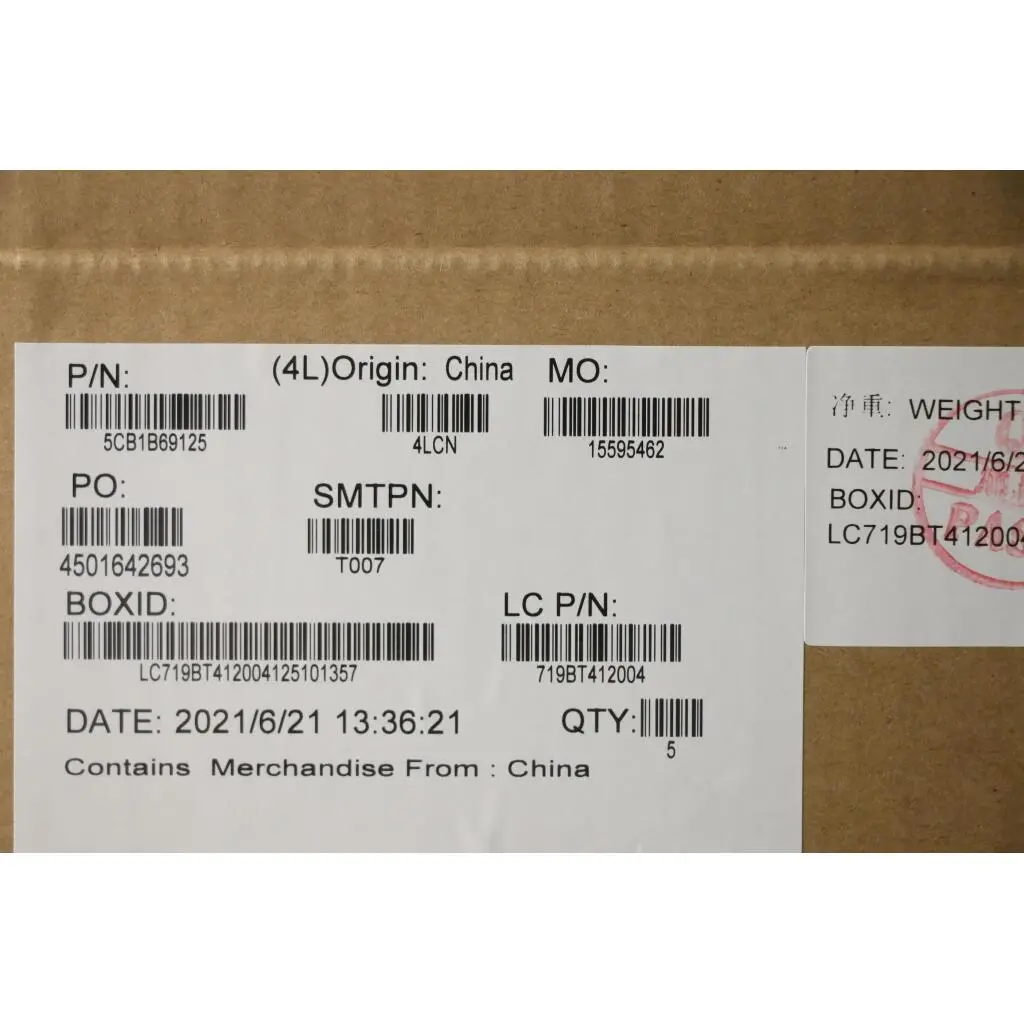 P/N:
(4L)Origin: China
MO:
5CB1B69125
4LCN
15595462
PO:
SMTPN:
4501642693
T007
BOXID:
LC P/N:
LC719BT412004125101357
719BT412004
DATE: 2021/6/21 13:36:21
QTY:
5
Contains Merchandise From : China
净重: WEIGHT
DATE: 2021/6/2
BOXID:
LC719BT412004